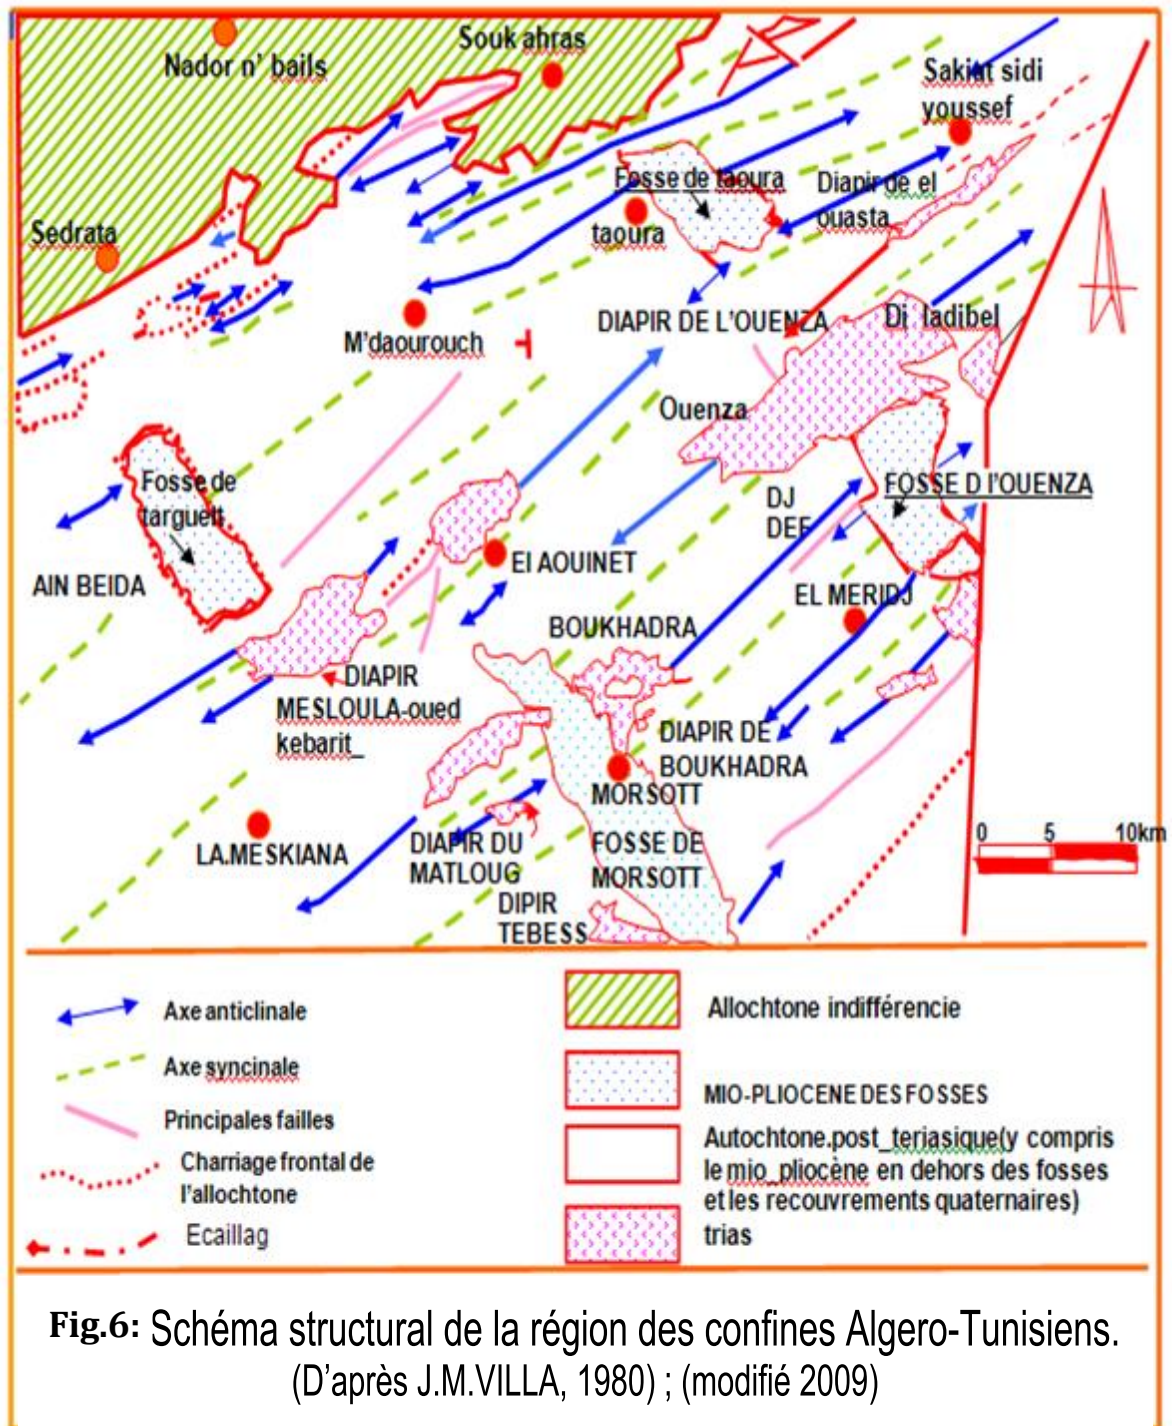 Nador n' bails
Souk ahras
Sakiat sidi
youssef
Fosse de taoura
Diapir de el
ouasta
Sedrata
taoura
M'daourouch
DIAPIR DE L'OUENZA
Dj ladibel
Ouenza
Fosse de
targuelt
DJ
DEF
FOSSE D l'OUENZA
AIN BEIDA
El AOUINET
EL MERIDJ
BOUKHADRA
DIAPIR
MESLOULA-oued
kebarit_
DIAPIR DE
BOUKHADRA
MORSOTT
LA.MESKIANA
DIAPIR DU
MATLOUG
FOSSE DE
MORSOTT
DIPIR
TEBESS
0 5 10km
Axe anticlinale
Axe syncinale
Principales failles
Charriage frontal de
l'allochtone
Ecaillag
Allochtone indifférencie
MIO-PLIOCENE DES FOSSES
Autochtone.post_teriasique(y compris
le mio_pliocène en dehors des fosses
et les recouvrements quaternaires)
trias
Fig.6: Schéma structural de la région des confines Algero-Tunisiens.
(D'après J.M.VILLA, 1980) ; (modifié 2009)